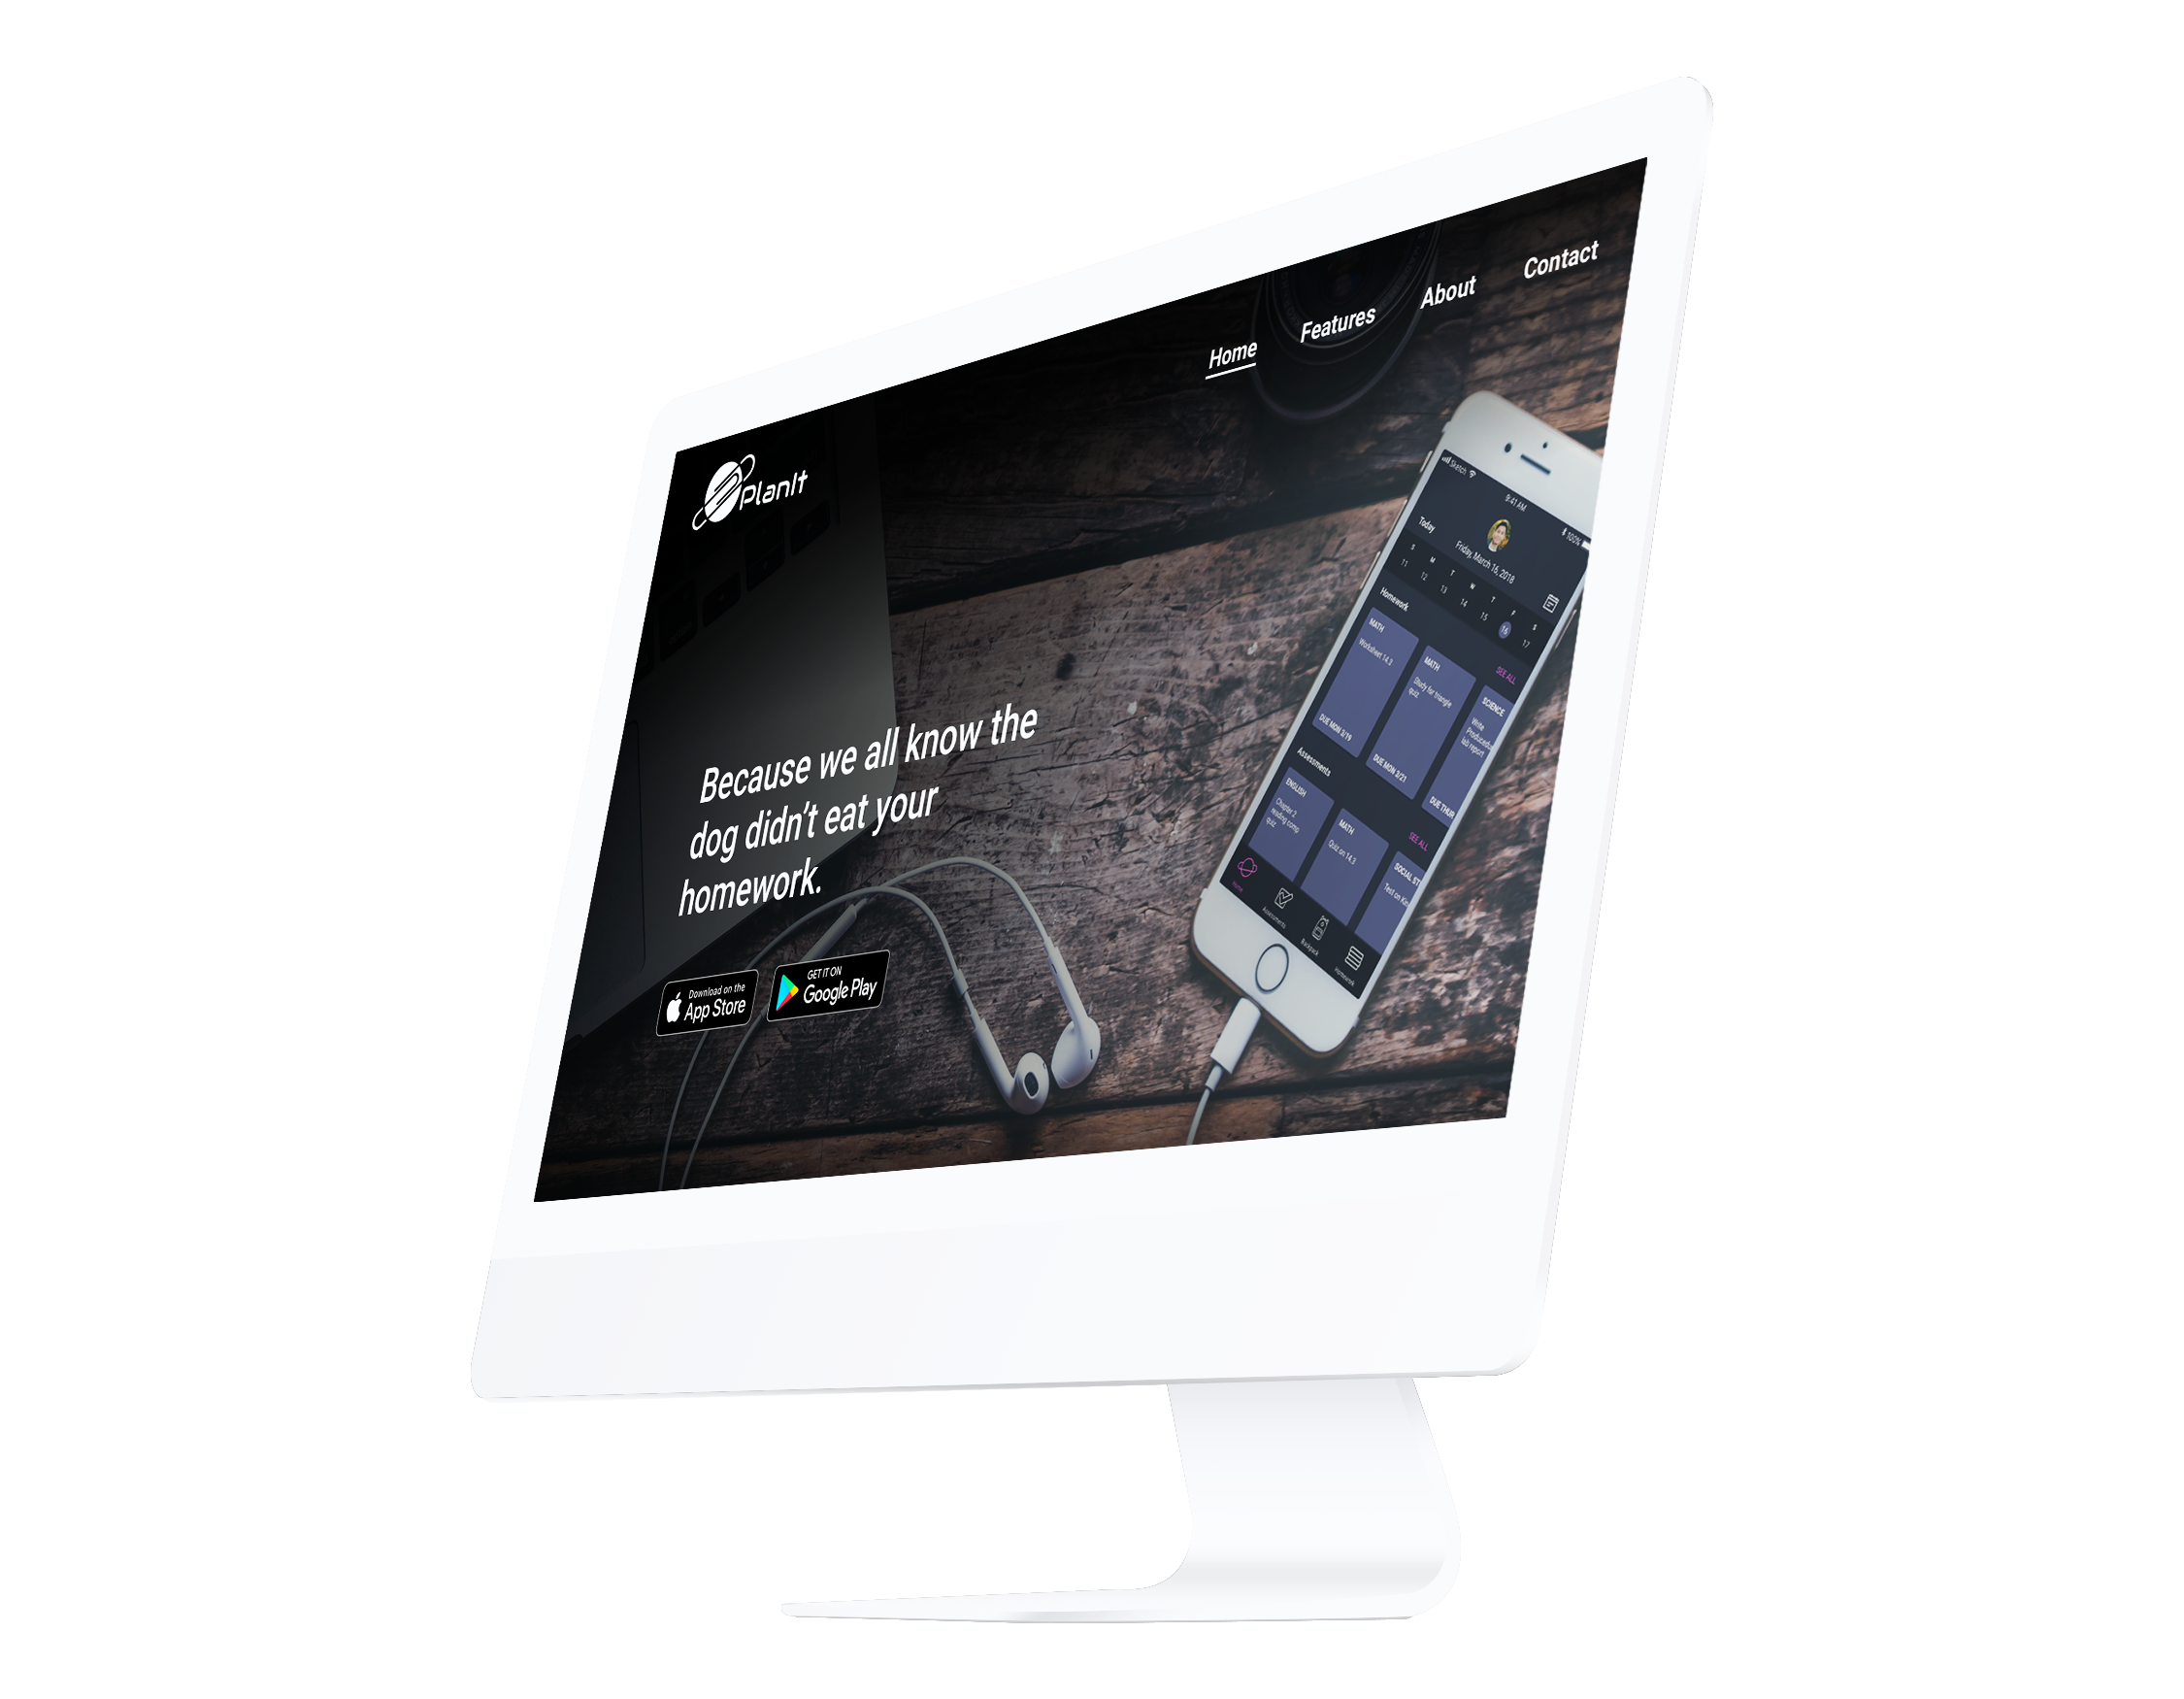 Home
Features
About
Contact
PlanIt
Because we all know the
dog didn't eat your
homework.
Download on the
App Store
GET IT ON
Google Play
Sketch
9:41 AM
100%
Today
Friday, March 16, 2018
S M T W T F S
11 12 13 14 15 16 17
Homework
SEE ALL
MATH
Worksheet 14.3
DUE MON 3/19
MATH
Study for triangle
quiz
DUE MON 3/21
SCIENCE
Write
lab report
DUE THUR
Assessments
SEE ALL
ENGLISH
Chapter 2
reading comp
quiz
MATH
Quiz on 14.3
SOCIAL ST
Test on
Home
Assessments
Backpack
Homework